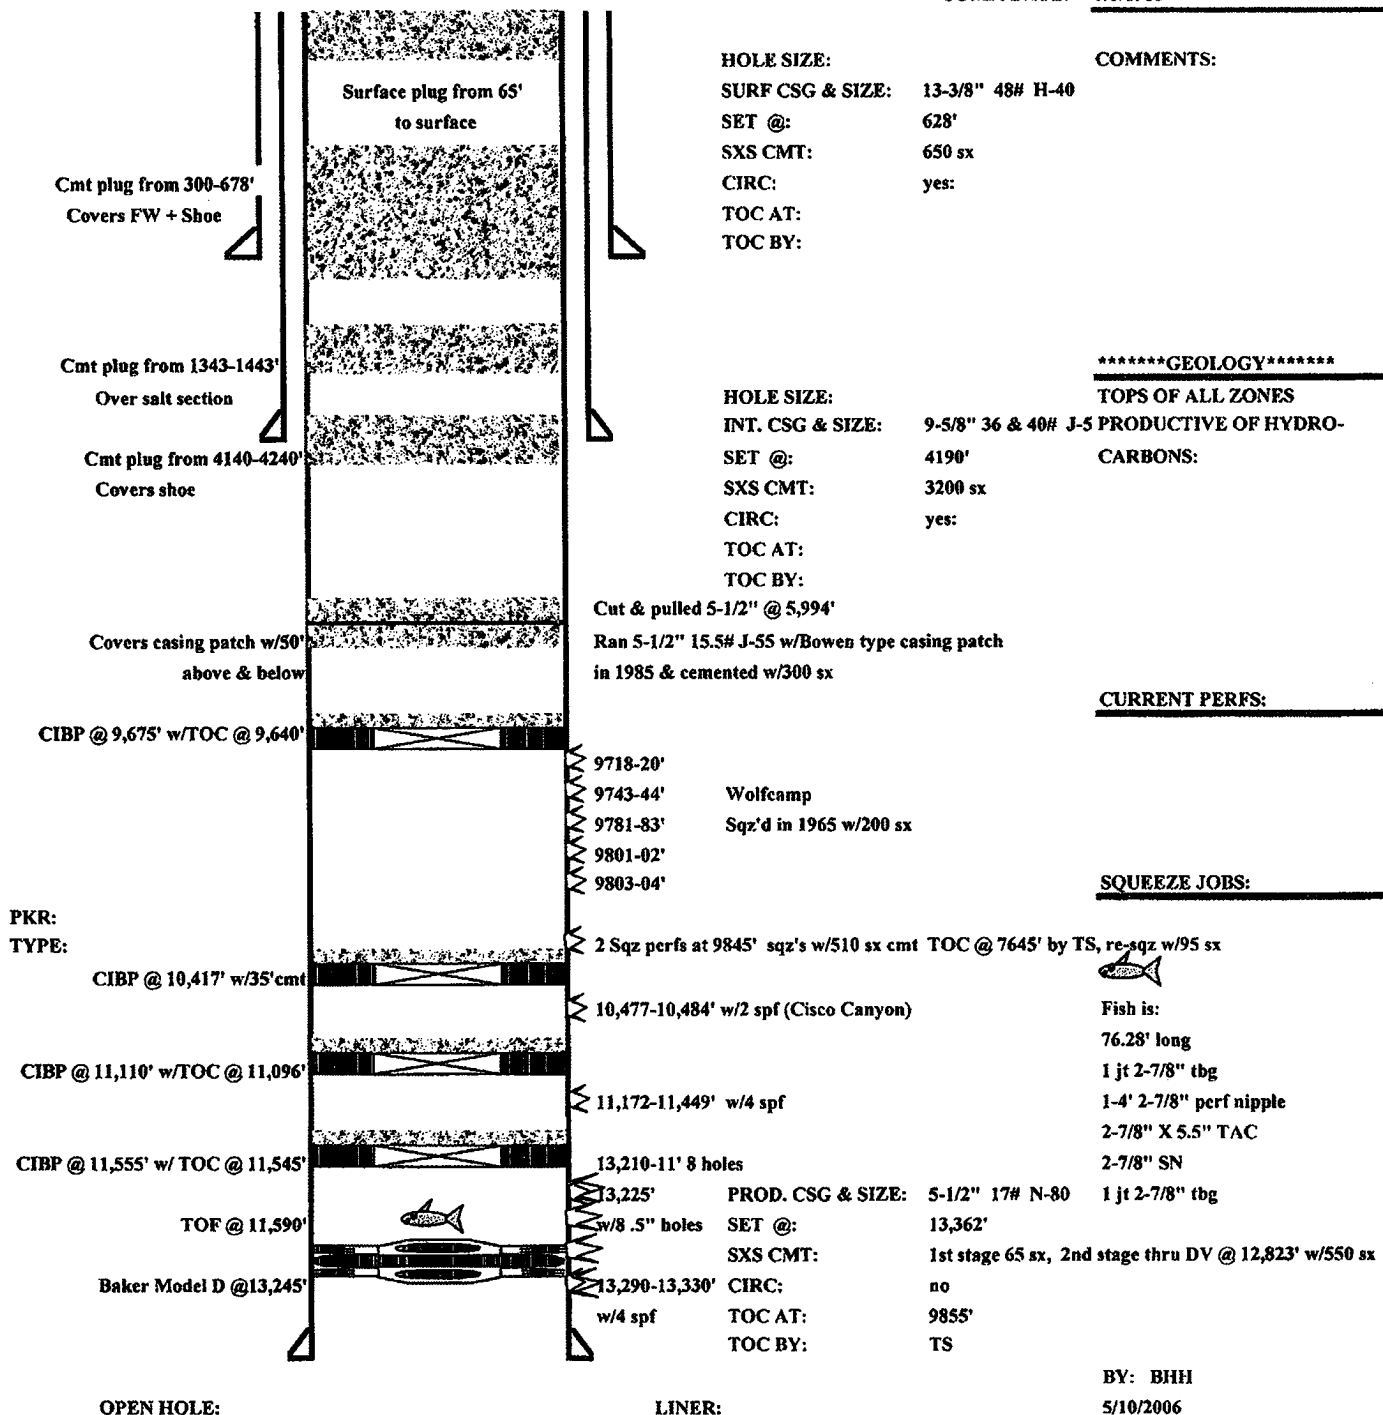 HOLE SIZE: COMMENTS:
Surface plug from 65'
to surface
SURF CSG & SIZE: 13-3/8" 48# H-40
SET @: 628'
SXS CMT: 650 sx
Cmt plug from 300-678'
Covers FW + Shoe
CIRC: yes:
TOC AT:
TOC BY:
Cmt plug from 1343-1443'
Over salt section
*******GEOLOGY*******
HOLE SIZE: TOPS OF ALL ZONES
INT. CSG & SIZE: 9-5/8" 36 & 40# J-5 PRODUCTIVE OF HYDRO-
Cmt plug from 4140-4240'
Covers shoe
SET @: 4190' CARBONS:
SXS CMT: 3200 sx
CIRC: yes:
TOC AT:
TOC BY:
Cut & pulled 5-1/2" @ 5,994'
Covers casing patch w/50'
above & below
Ran 5-1/2" 15.5# J-55 w/Bowen type casing patch
in 1985 & cemented w/300 sx
CURRENT PERFS:
CIBP @ 9,675' w/TOC @ 9,640'
9718-20'
9743-44' Wolfcamp
9781-83' Sqz'd in 1965 w/200 sx
9801-02'
9803-04'
SQUEEZE JOBS:
PKR:
TYPE:
2 Sqz perfs at 9845' sqz's w/510 sx cmt TOC @ 7645' by TS, re-sqz w/95 sx
CIBP @ 10,417' w/35'cmt
10,477-10,484' w/2 spf (Cisco Canyon)
Fish is:
76.28' long
CIBP @ 11,110' w/TOC @ 11,096'
1 jt 2-7/8" tbg
11,172-11,449' w/4 spf
1-4' 2-7/8" perf nipple
2-7/8" X 5.5" TAC
CIBP @ 11,555' w/ TOC @ 11,545'
13,210-11' 8 holes
2-7/8" SN
13,225' PROD. CSG & SIZE: 5-1/2" 17# N-80 1 jt 2-7/8" tbg
TOF @ 11,590'
w/8 .5" holes SET @: 13,362'
SXS CMT: 1st stage 65 sx, 2nd stage thru DV @ 12,823' w/550 sx
Baker Model D @13,245'
13,290-13,330' CIRC: no
w/4 spf TOC AT: 9855'
TOC BY: TS
BY: BHH
OPEN HOLE: LINER: 5/10/2006